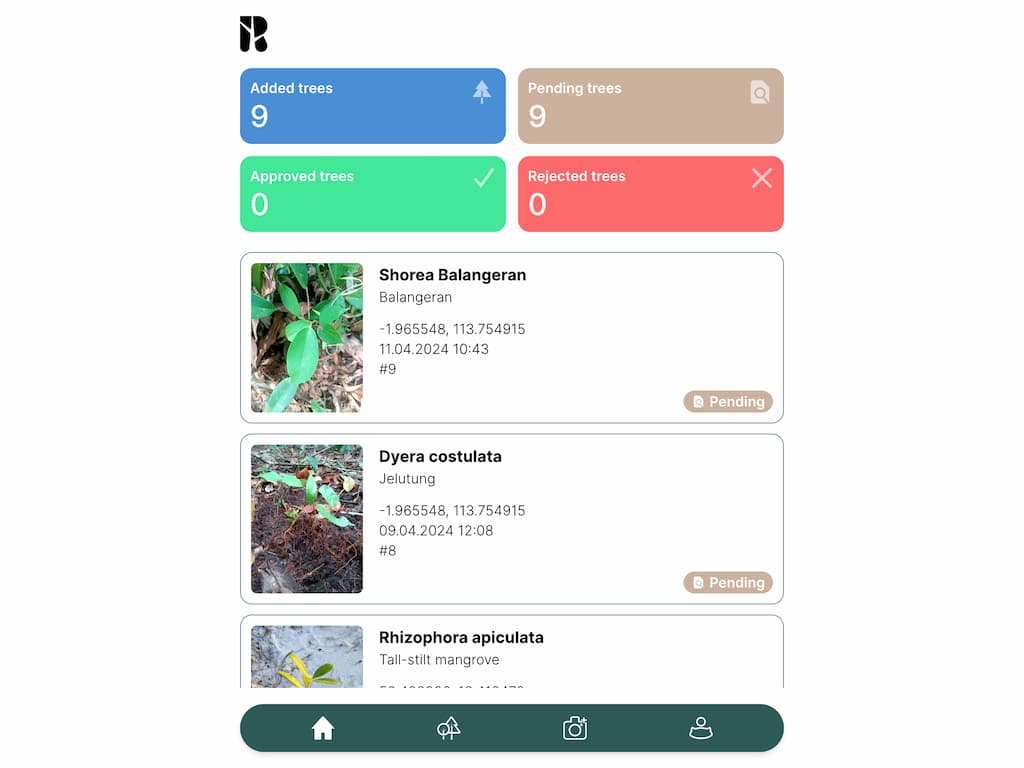 Added trees
9
Pending trees
9
Approved trees
0
Rejected trees
0
Shorea Balangeran
Balangeran
-1.965548, 113.754915
11.04.2024 10:43
#9
Pending
Dyera costulata
Jelutung
-1.965548, 113.754915
09.04.2024 12:08
#8
Pending
Rhizophora apiculata
Tall-stilt mangrove